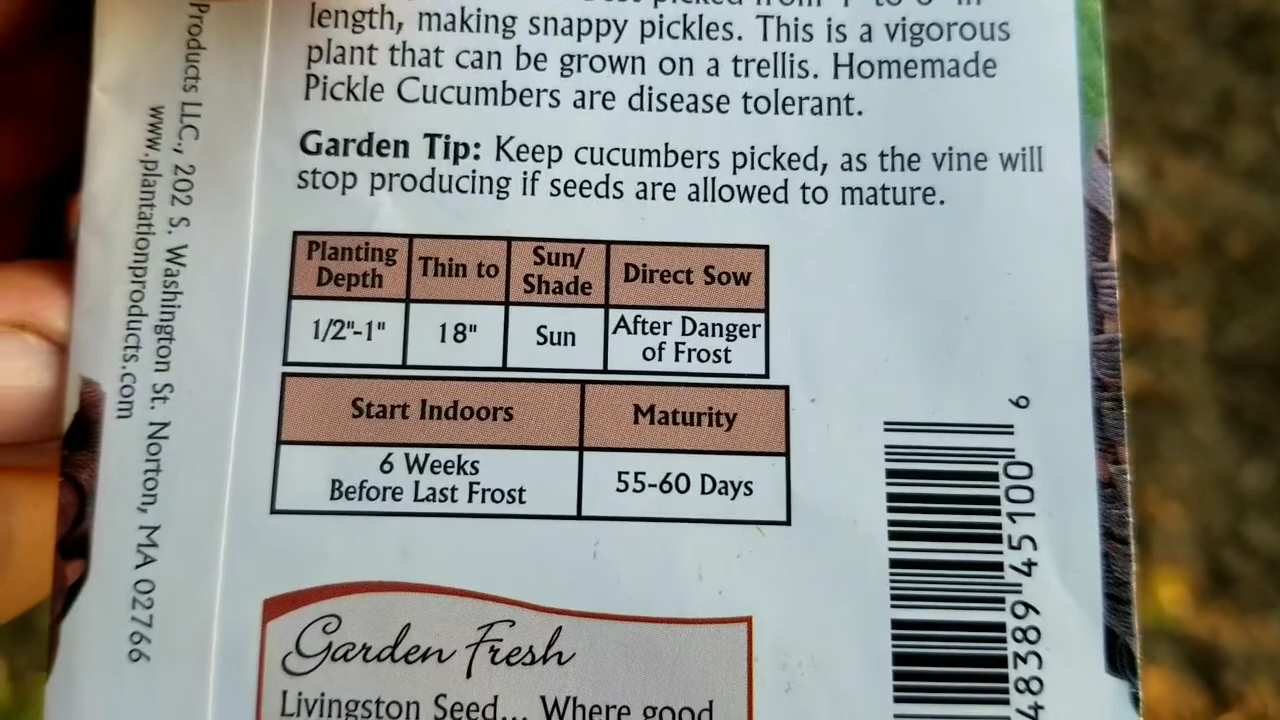 length, making snappy pickles. This is a vigorous
plant that can be grown on a trellis. Homemade
Pickle Cucumbers are disease tolerant.
Garden Tip: Keep cucumbers picked, as the vine will
stop producing if seeds are allowed to mature.
Planting Depth
Thin to
Sun/ Shade
Direct Sow
1/2"-1"
18"
Sun
After Danger
of Frost
Start Indoors
Maturity
6 Weeks
Before Last Frost
55-60 Days
Garden Fresh
Livingston Seed... Where good
Products LLC., 202 S. Washington St. Norton, MA 02766
www.plantationproducts.com
48389 45100 6